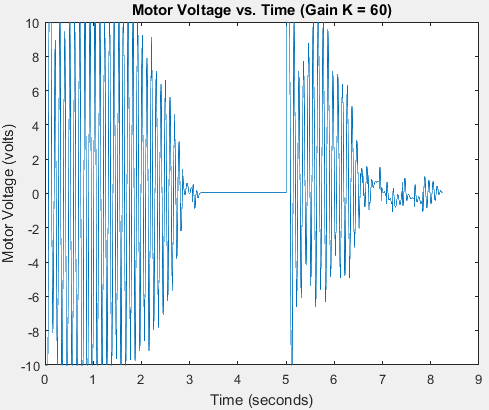 Motor Voltage vs. Time (Gain K = 60)
10
8
6
4
2
0
-2
-4
-6
-8
-10
Motor Voltage (volts)
0 1 2 3 4 5 6 7 8 9
Time (seconds)